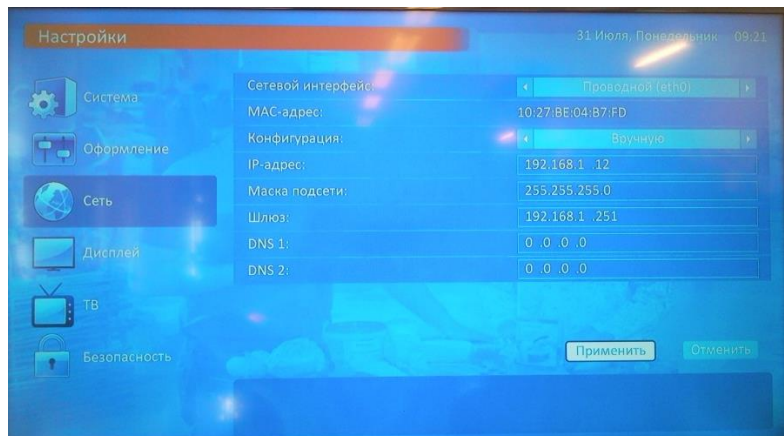 Настройки 31 Июля, Понедельник 09:21
Система
Оформление
Сеть
Дисплей
ТВ
Безопасность
Сетевой интерфейс: Проводной (eth0)
MAC-адрес: 10:27:BE:04:B7:FD
Конфигурация: Вручную
IP-адрес: 192.168.1 .12
Маска подсети: 255.255.255.0
Шлюз: 192.168.1 .251
DNS 1: 0 .0 .0 .0
DNS 2: 0 .0 .0 .0
Применить Отменить